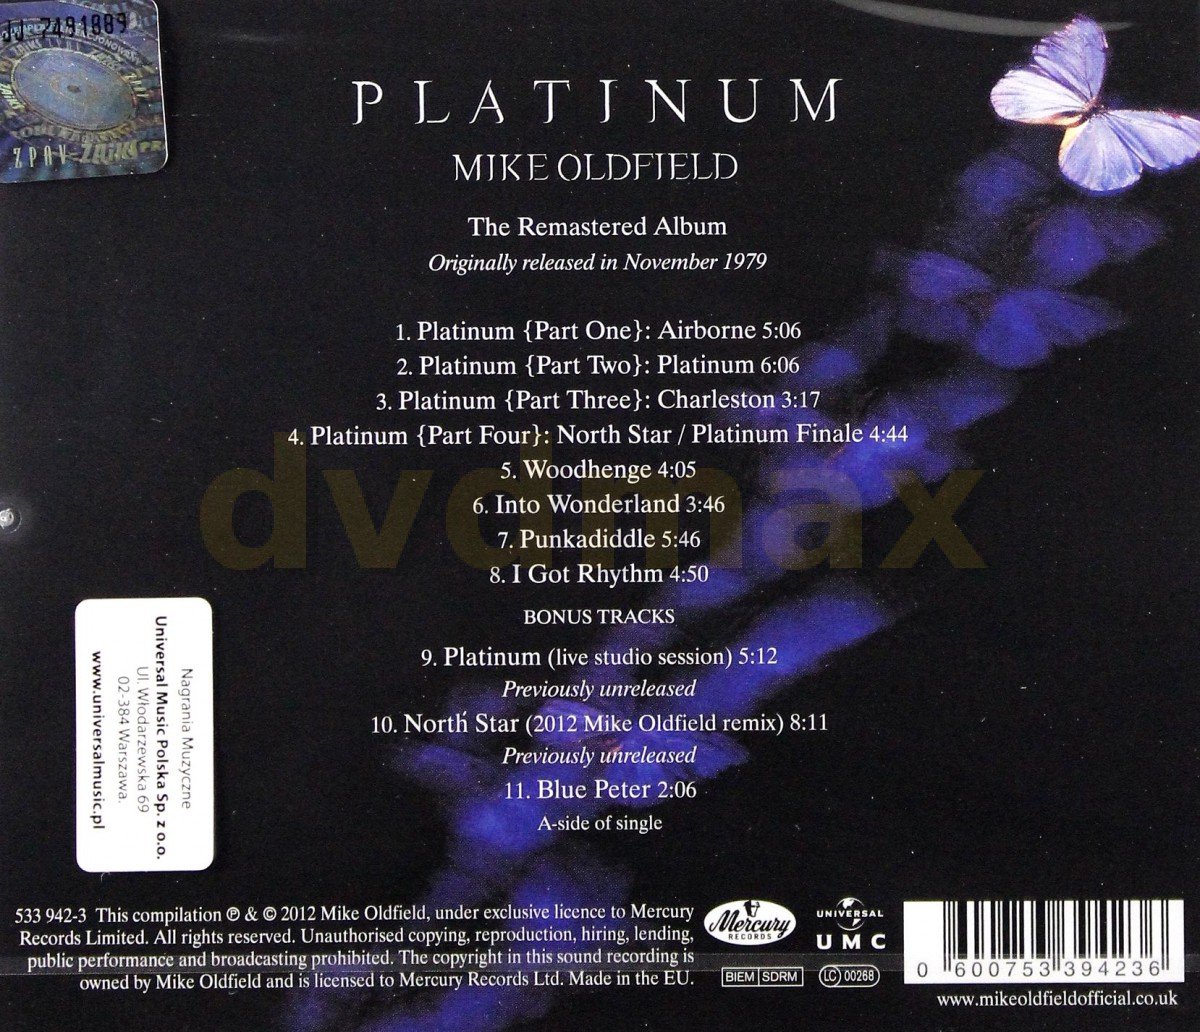 JJ 7491889
ZPAV
PLATINUM
MIKE OLDFIELD
The Remastered Album
Originally released in November 1979
1. Platinum {Part One}: Airborne 5:06
2. Platinum {Part Two}: Platinum 6:06
3. Platinum {Part Three}: Charleston 3:17
4. Platinum {Part Four}: North Star / Platinum Finale 4:44
5. Woodhenge 4:05
6. Into Wonderland 3:46
7. Punkadiddle 5:46
8. I Got Rhythm 4:50
dvdmax
BONUS TRACKS
9. Platinum (live studio session) 5:12
Previously unreleased
10. North Star (2012 Mike Oldfield remix) 8:11
Previously unreleased
11. Blue Peter 2:06
A-side of single
Nagrania Muzyczne
Universal Music Polska Sp. z o.o.
Ul. Włodarzewska 69
02-384 Warszawa.
www.universalmusic.pl
533 942-3 This compilation ℗ & © 2012 Mike Oldfield, under exclusive licence to Mercury
Records Limited. All rights reserved. Unauthorised copying, reproduction, hiring, lending,
public performance and broadcasting prohibited. The copyright in this sound recording is
owned by Mike Oldfield and is licensed to Mercury Records Ltd. Made in the EU.
Mercury
RECORDS
UNIVERSAL
UMC
BIEM SDRM
LC 00268
0 600753 394236
www.mikeoldfieldofficial.co.uk